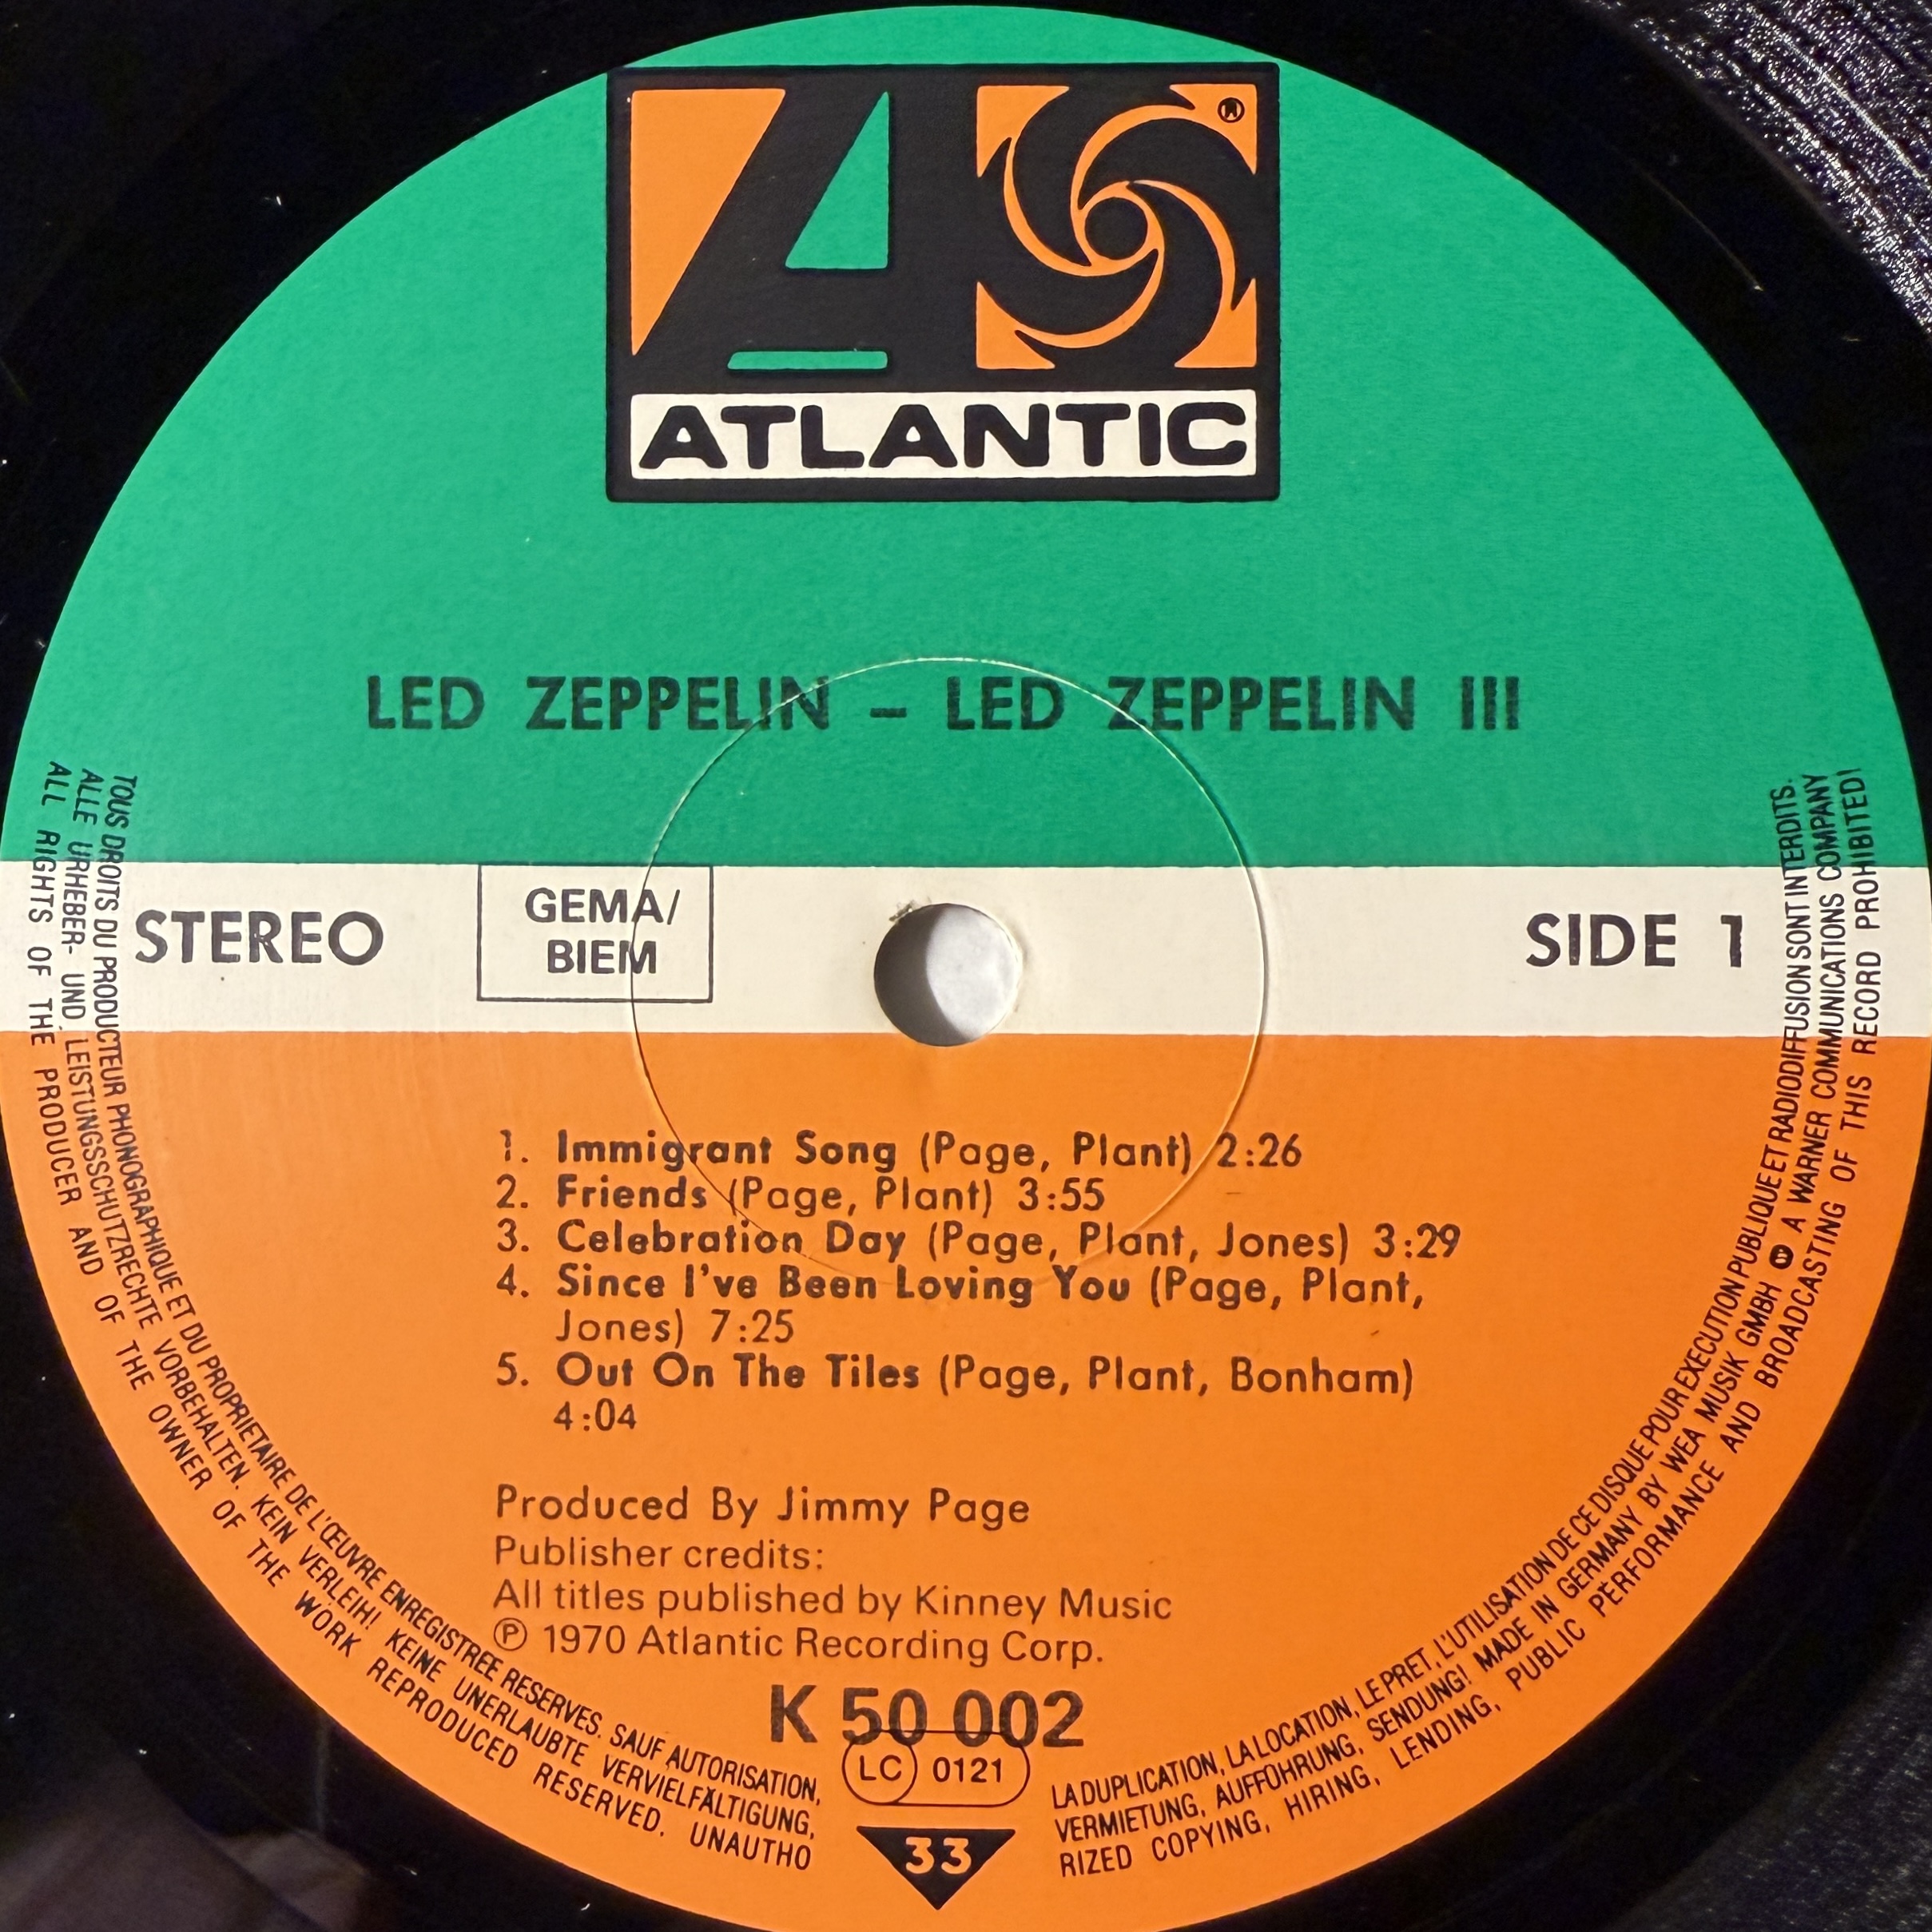 ®
ATLANTIC
LED ZEPPELIN – LED ZEPPELIN III
STEREO
GEMA/
BIEM
SIDE 1
1. Immigrant Song (Page, Plant) 2:26
2. Friends (Page, Plant) 3:55
3. Celebration Day (Page, Plant, Jones) 3:29
4. Since I've Been Loving You (Page, Plant,
Jones) 7:25
5. Out On The Tiles (Page, Plant, Bonham)
4:04
Produced By Jimmy Page
Publisher credits:
All titles published by Kinney Music
℗ 1970 Atlantic Recording Corp.
K 50 002
LC 0121
33
TOUS DROITS DU PRODUCTEUR PHONOGRAPHIQUE ET DU PROPRIETAIRE DE L'ŒUVRE ENREGISTREE RESERVES. SAUF AUTORISATION,
LA DUPLICATION, LA LOCATION, LE PRET, L'UTILISATION DE CE DISQUE POUR EXECUTION PUBLIQUE ET RADIODIFFUSION SONT INTERDITS.
ALLE URHEBER- UND LEISTUNGSSCHUTZRECHTE VORBEHALTEN. KEIN VERLEIH! KEINE UNERLAUBTE VERVIELFÄLTIGUNG,
VERMIETUNG, AUFFÜHRUNG, SENDUNG! MADE IN GERMANY BY WEA MUSIK GMBH A WARNER COMMUNICATIONS COMPANY
ALL RIGHTS OF THE PRODUCER AND OF THE OWNER OF THE WORK REPRODUCED RESERVED. UNAUTHO
RIZED COPYING, HIRING, LENDING, PUBLIC PERFORMANCE AND BROADCASTING OF THIS RECORD PROHIBITED!